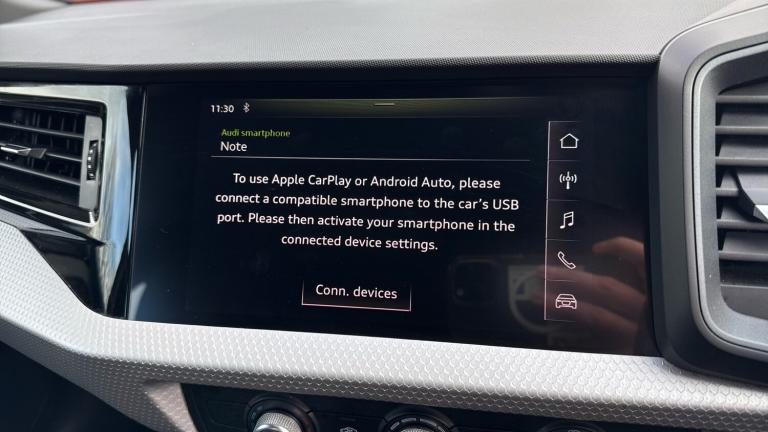 11:30
Audi smartphone
Note
To use Apple CarPlay or Android Auto, please
connect a compatible smartphone to the car's USB
port. Please then activate your smartphone in the
connected device settings.
Conn. devices